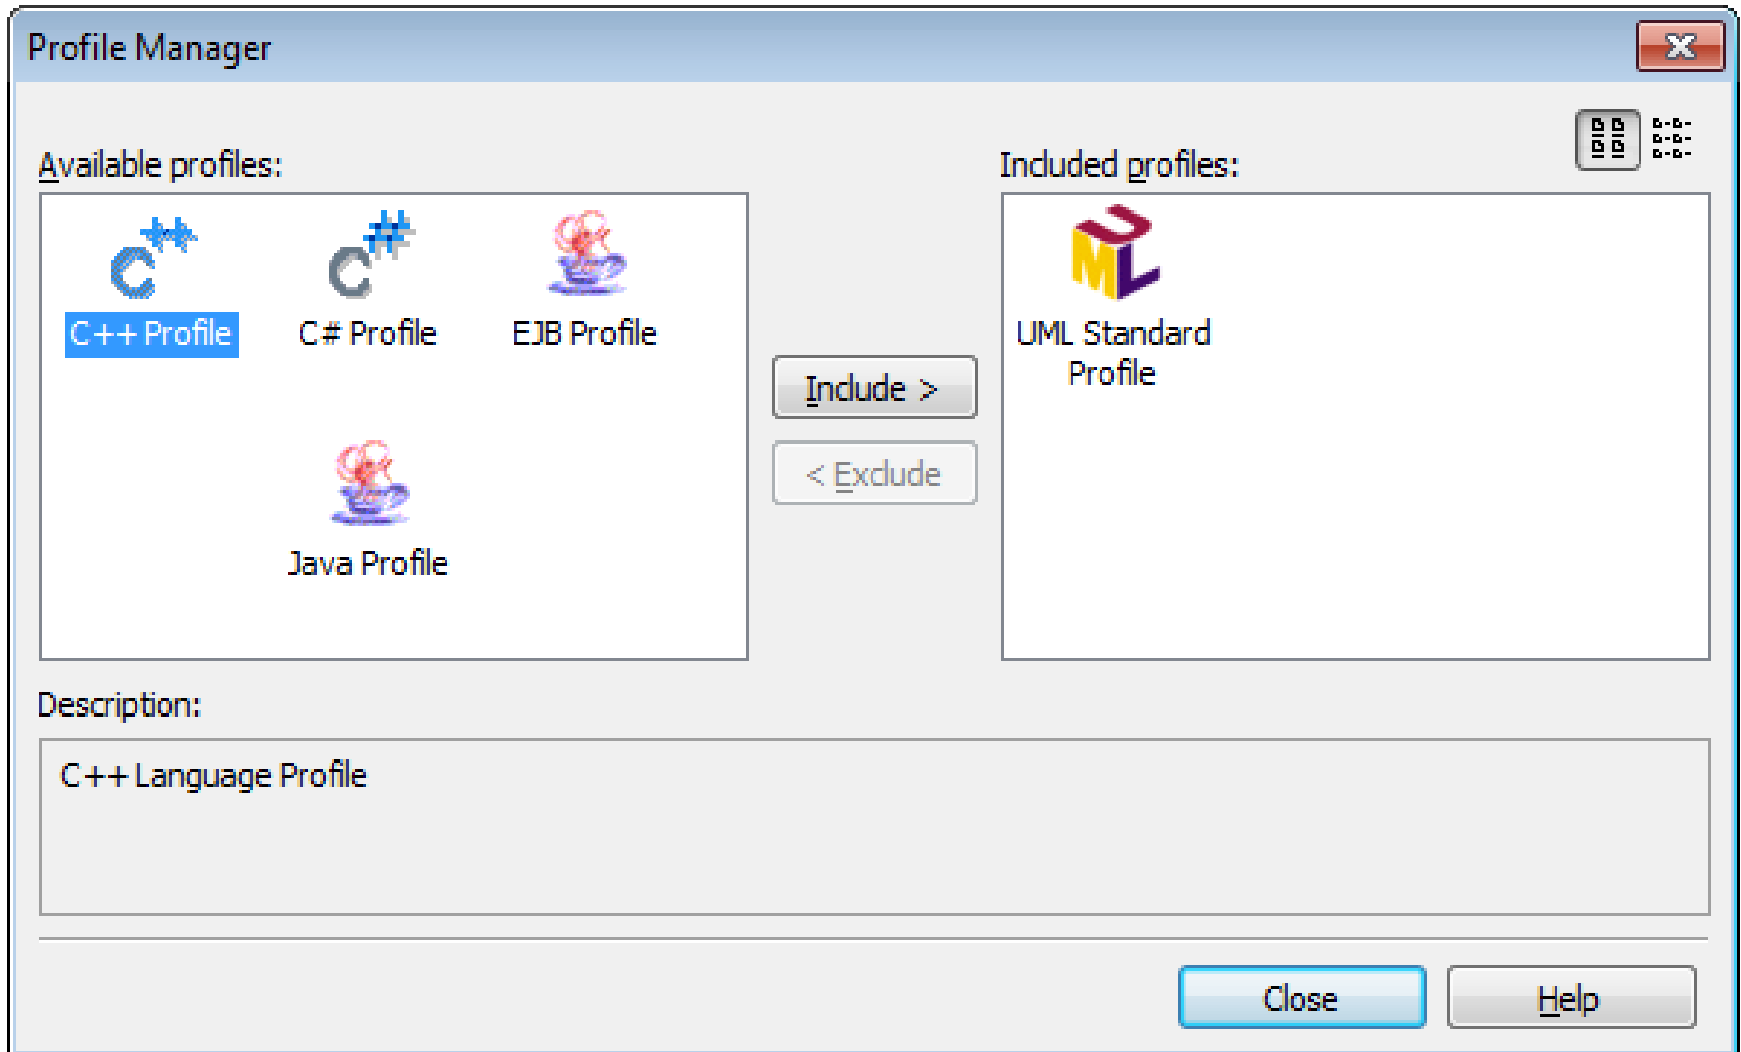 Profile Manager
Available profiles:
Included profiles:
C++ Profile
C# Profile
EJB Profile
Java Profile
Include >
< Exclude
UML
UML Standard
Profile
Description:
C++ Language Profile
Close
Help